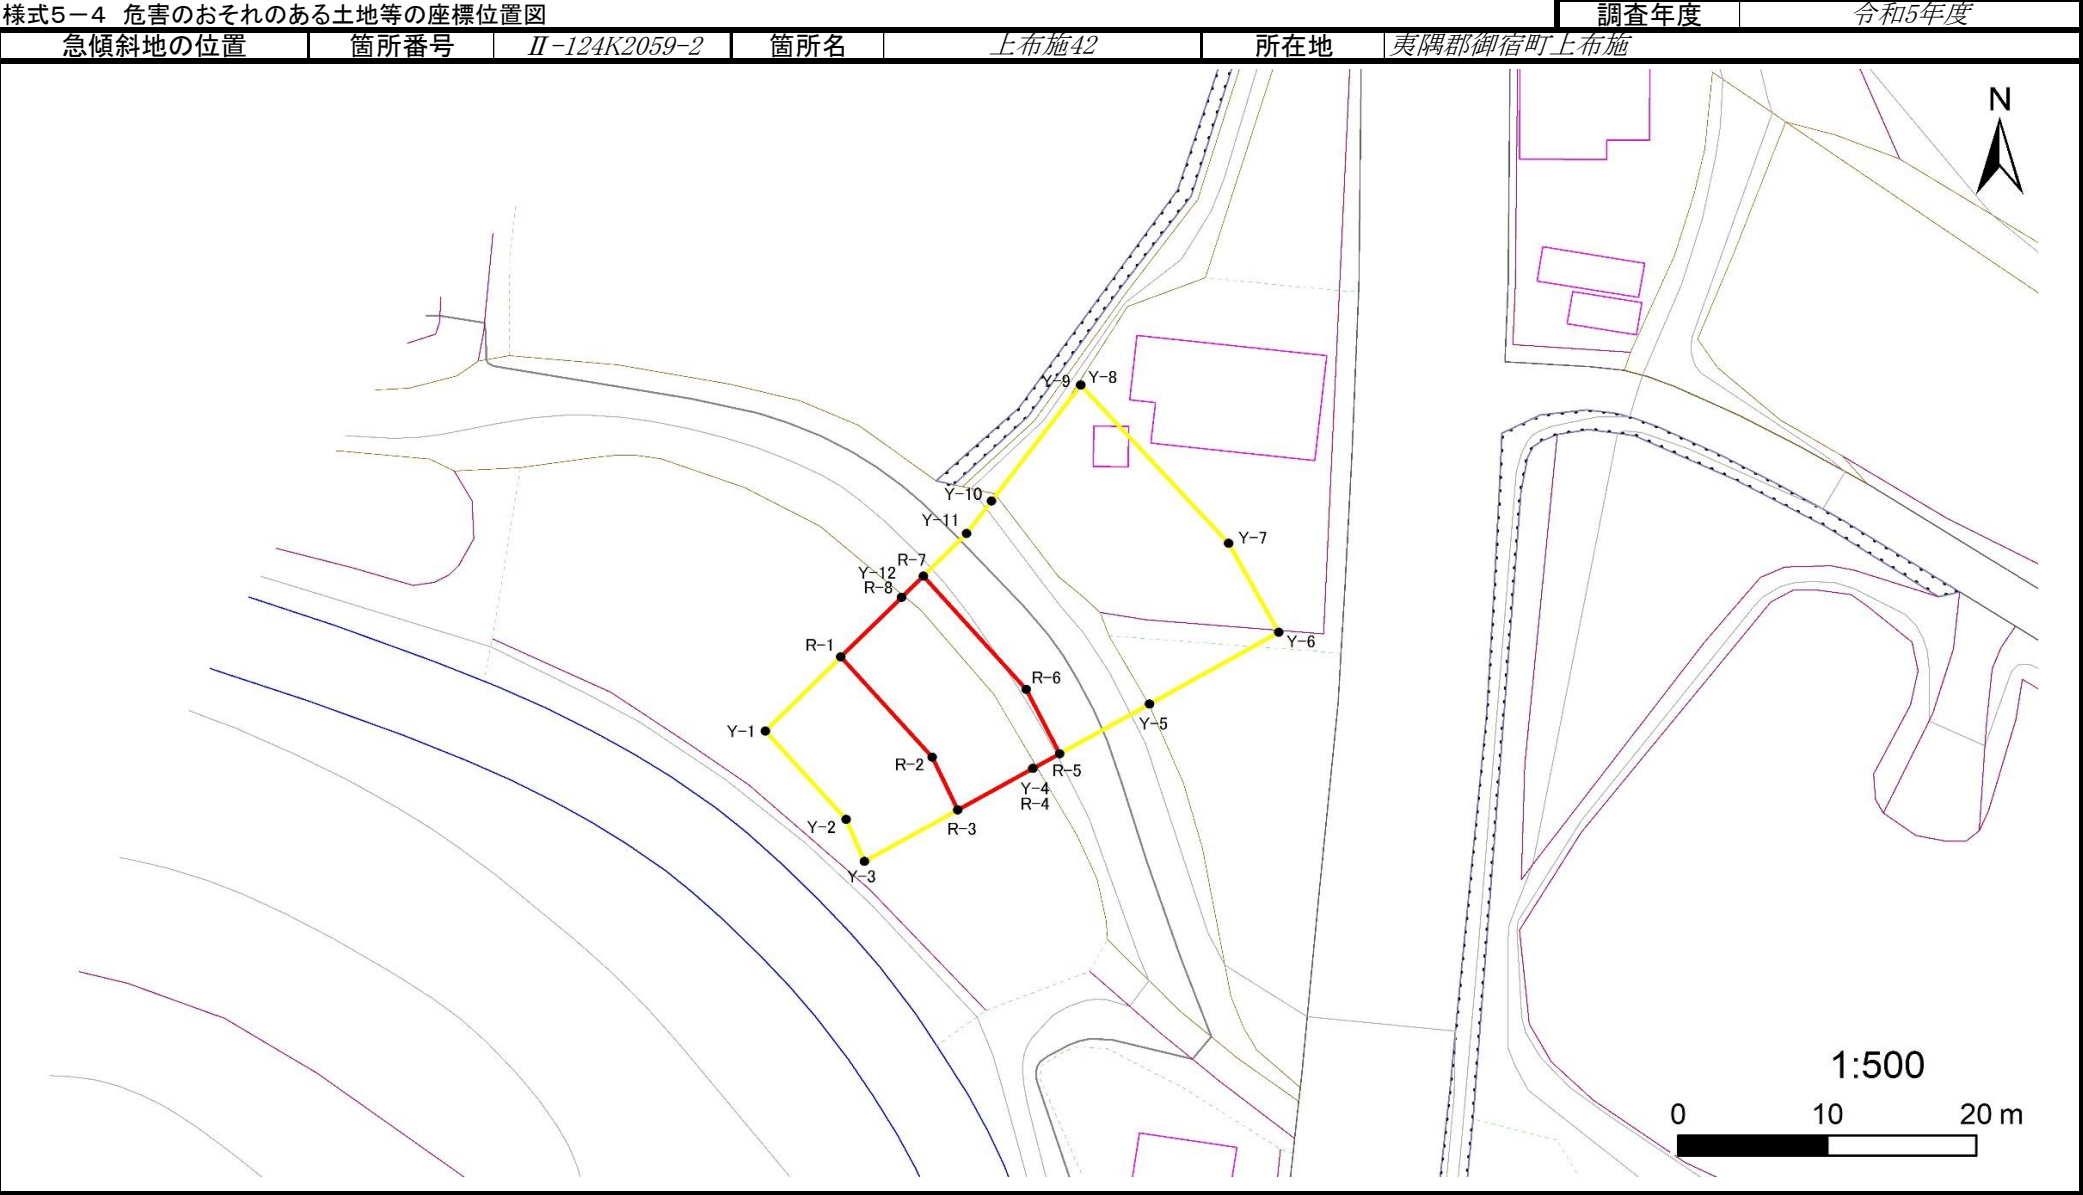 様式５－４ 危害のおそれのある土地等の座標位置図
調査年度 令和5年度
急傾斜地の位置 箇所番号 Ⅱ-124K2059-2 箇所名 上布施42 所在地 夷隅郡御宿町上布施
N
Y-9 Y-8
Y-10
Y-11
Y-7
R-7
Y-12
R-8
Y-6
R-1
R-6
Y-5
Y-1
R-2
R-5
Y-4
R-4
Y-2
R-3
Y-3
1:500
0 10 20 m